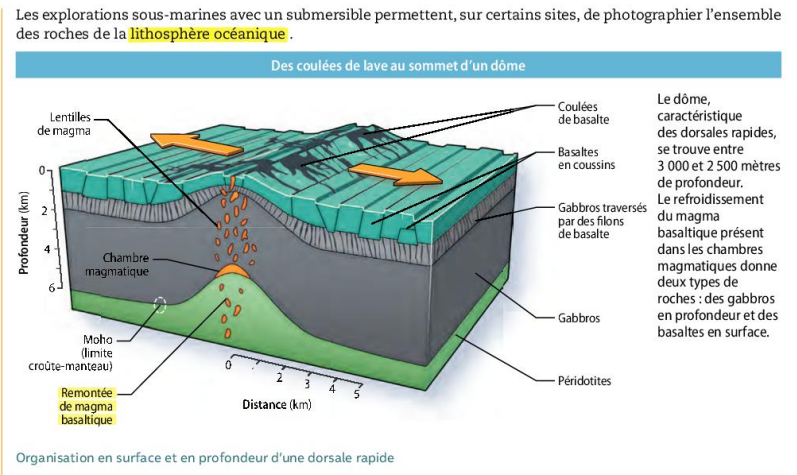 Les explorations sous-marines avec un submersible permettent, sur certains sites, de photographier l'ensemble
des roches de la lithosphère océanique.
Des coulées de lave au sommet d'un dôme
Lentilles
de magma
Coulées
de basalte
Basaltes
en coussins
Gabbros traversés
par des filons
de basalte
Gabbros
Péridotites
Profondeur (km)
0
2
4
6
Chambre
magmatique
Moho
(limite
croûte-manteau)
Remontée
de magma
basaltique
0
1
2
3
4
5
Distance (km)
Le dôme,
caractéristique
des dorsales rapides,
se trouve entre
3 000 et 2 500 mètres
de profondeur.
Le refroidissement
du magma
basaltique présent
dans les chambres
magmatiques donne
deux types de
roches : des gabbros
en profondeur et des
basaltes en surface.
Organisation en surface et en profondeur d'une dorsale rapide